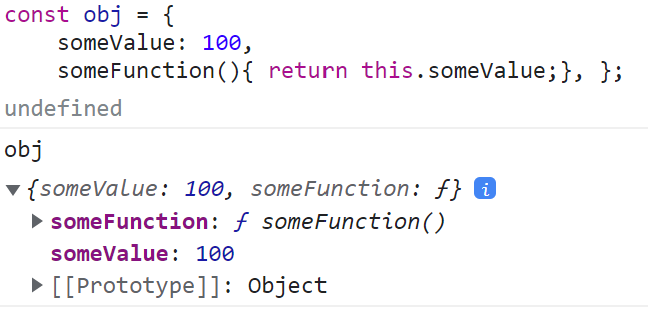 const obj = {
    someValue: 100,
    someFunction(){ return this.someValue;}, };
undefined
obj
▼{someValue: 100, someFunction: ƒ} i
▶someFunction: ƒ someFunction()
someValue: 100
▶[[Prototype]]: Object